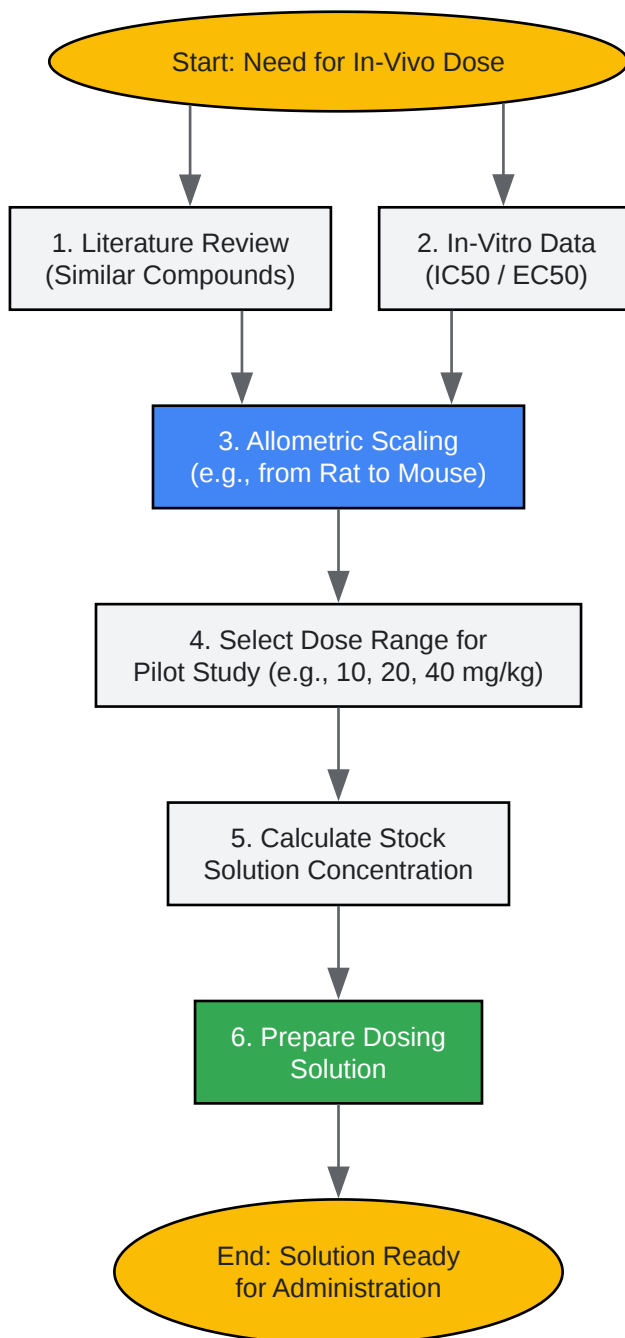 Start: Need for In-Vivo Dose
1. Literature Review
(Similar Compounds)
2. In-Vitro Data
(IC50 / EC50)
3. Allometric Scaling
(e.g., from Rat to Mouse)
4. Select Dose Range for
Pilot Study (e.g., 10, 20, 40 mg/kg)
5. Calculate Stock
Solution Concentration
6. Prepare Dosing
Solution
End: Solution Ready
for Administration